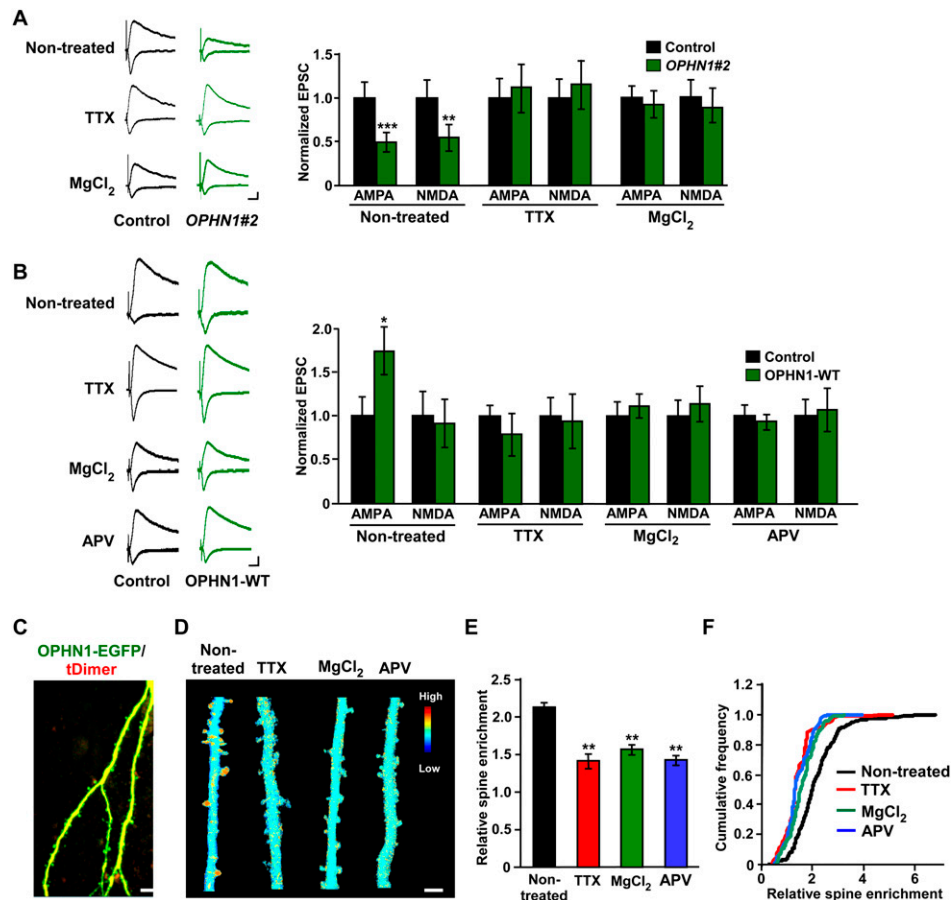 A
Non-treated
TTX
MgCl2
Control OPHN1#2
Normalized EPSC
1.5
1.0
0.5
0
Control
OPHN1#2
*** **
AMPA NMDA AMPA NMDA AMPA NMDA
Non-treated TTX MgCl2
B
Non-treated
TTX
MgCl2
APV
Control OPHN1-WT
Normalized EPSC
2.0
1.5
1.0
0.5
0
Control
OPHN1-WT
*
AMPA NMDA AMPA NMDA AMPA NMDA AMPA NMDA
Non-treated TTX MgCl2 APV
C
OPHN1-EGFP/
tDimer
D
Non-
treated TTX MgCl2 APV
High
Low
E
Relative spine enrichment
2.5
2.0
1.5
1.0
0.5
0
** ** **
Non-
treated TTX MgCl2 APV
F
Cumulative frequency
1.2
1.0
0.8
0.6
0.4
0.2
0
Non-treated
TTX
MgCl2
APV
0 2 4 6
Relative spine enrichment